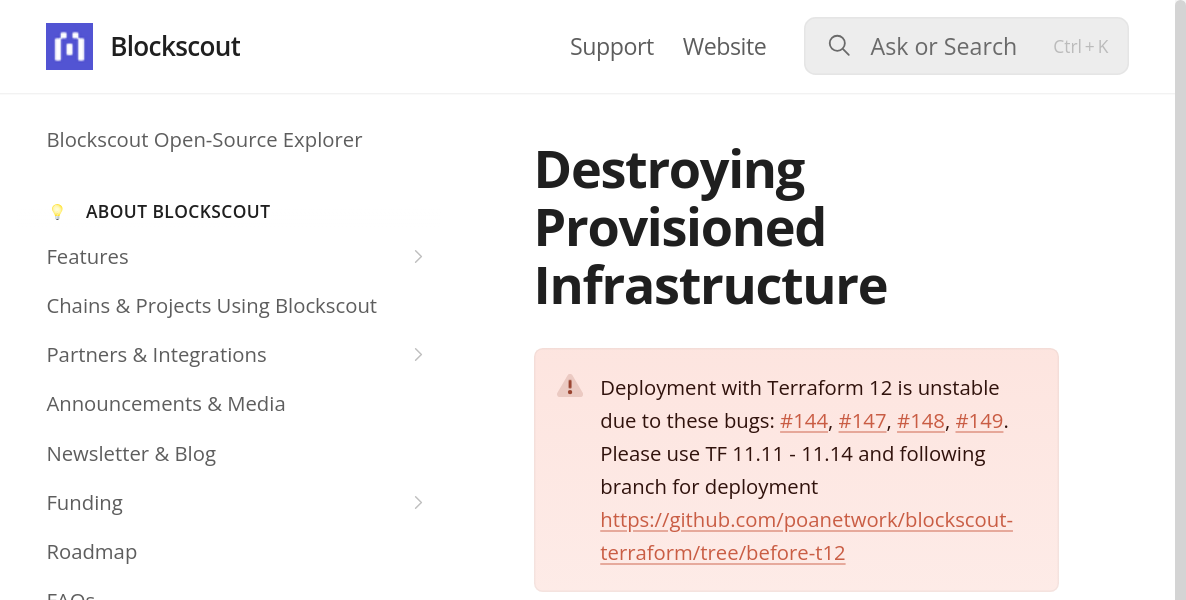 Blockscout
Support
Website
Ask or Search
Ctrl + K
Blockscout Open-Source Explorer
ABOUT BLOCKSCOUT
Features
Chains & Projects Using Blockscout
Partners & Integrations
Announcements & Media
Newsletter & Blog
Funding
Roadmap
FAQs
Destroying
Provisioned
Infrastructure
Deployment with Terraform 12 is unstable
due to these bugs: #144, #147, #148, #149.
Please use TF 11.11 - 11.14 and following
branch for deployment
https://github.com/poanetwork/blockscout-
terraform/tree/before-t12